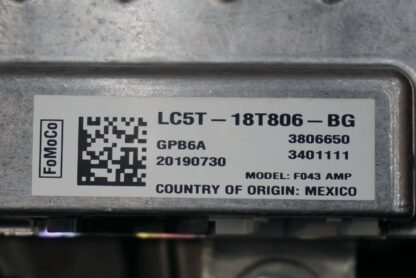 FoMoCo
LC5T-18T806-BG
GPB6A 3806650
20190730 3401111
MODEL: F043 AMP
COUNTRY OF ORIGIN: MEXICO